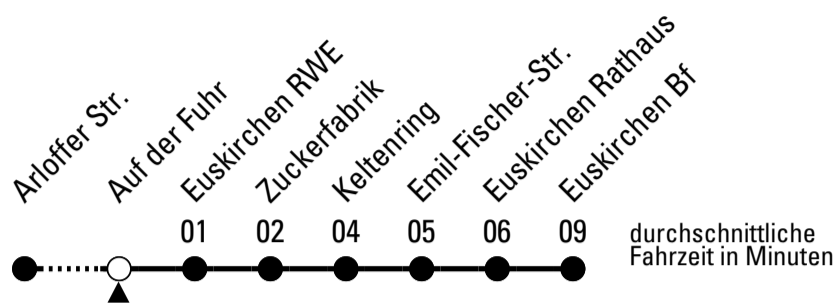 Arloffer Str.
Auf der Fuhr
Euskirchen RWE
Zuckerfabrik
Keltenring
Emil-Fischer-Str.
Euskirchen Rathaus
Euskirchen Bf
01 02 04 05 06 09
durchschnittliche
Fahrzeit in Minuten